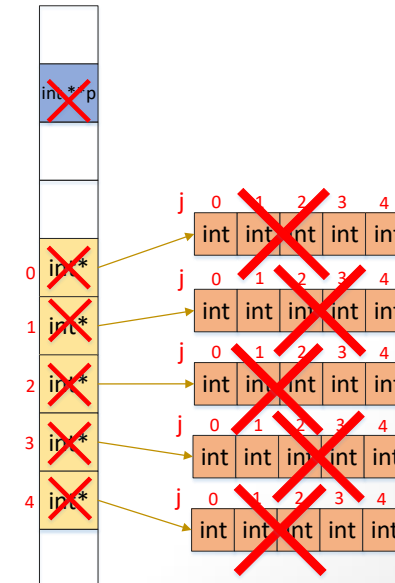 int **p
j 0 1 2 3 4
int int int int int
0 int*
j 0 1 2 3 4
int int int int int
1 int*
j 0 1 2 3 4
int int int int int
2 int*
j 0 1 2 3 4
int int int int int
3 int*
j 0 1 2 3 4
int int int int int
4 int*